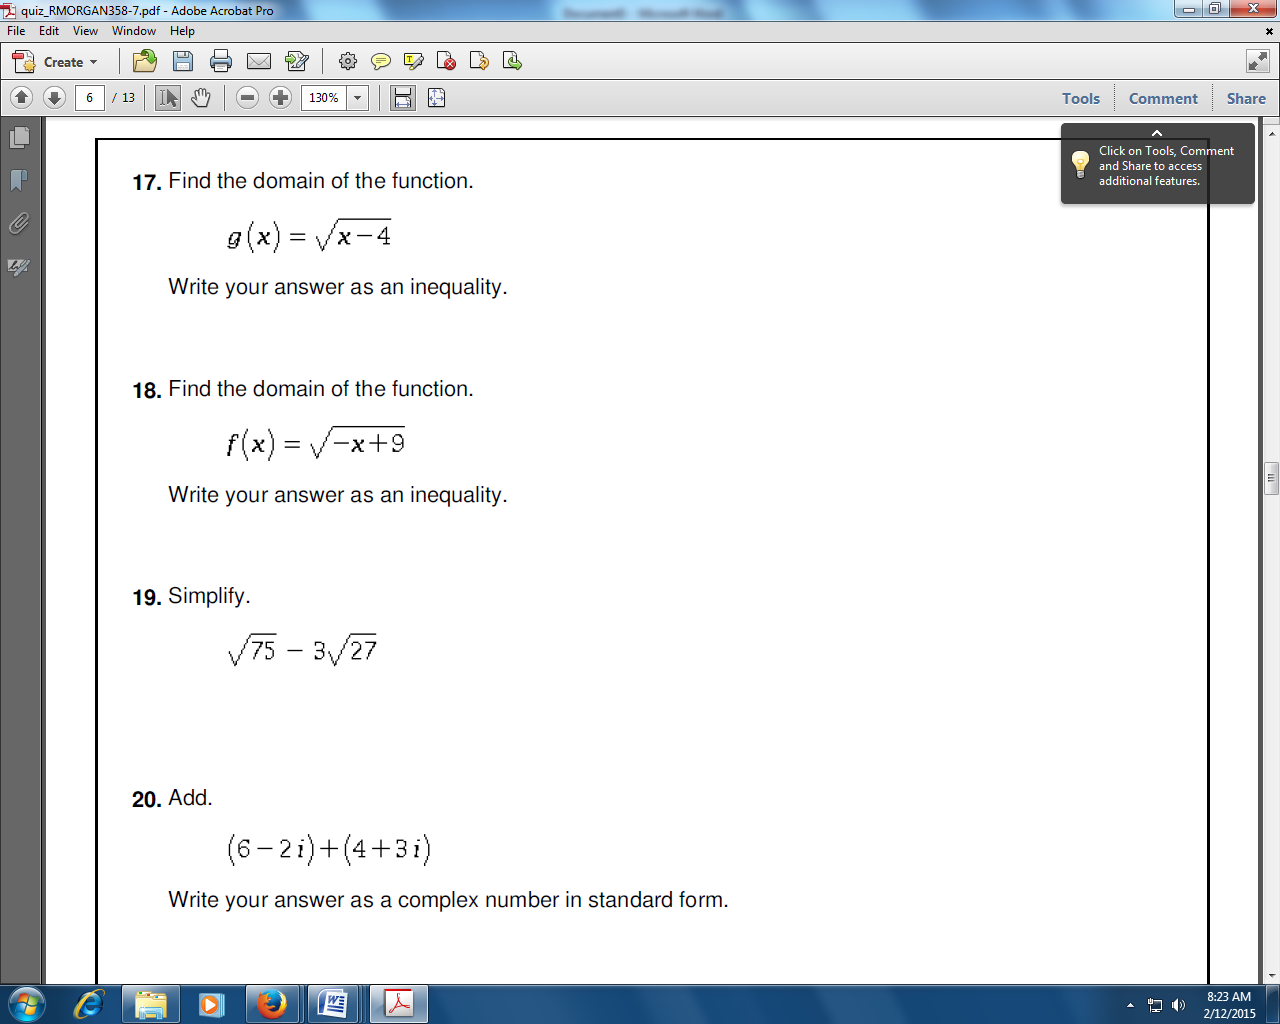 quiz_RMORGAN358-7.pdf - Adobe Acrobat Pro
File Edit View Window Help
Create
6 / 13 130% Tools Comment Share
Click on Tools, Comment
and Share to access
additional features.
17. Find the domain of the function.
g(x) = √(x−4)
Write your answer as an inequality.
18. Find the domain of the function.
f(x) = √(−x+9)
Write your answer as an inequality.
19. Simplify.
√75 − 3√27
20. Add.
(6−2i)+(4+3i)
Write your answer as a complex number in standard form.
8:23 AM
2/12/2015